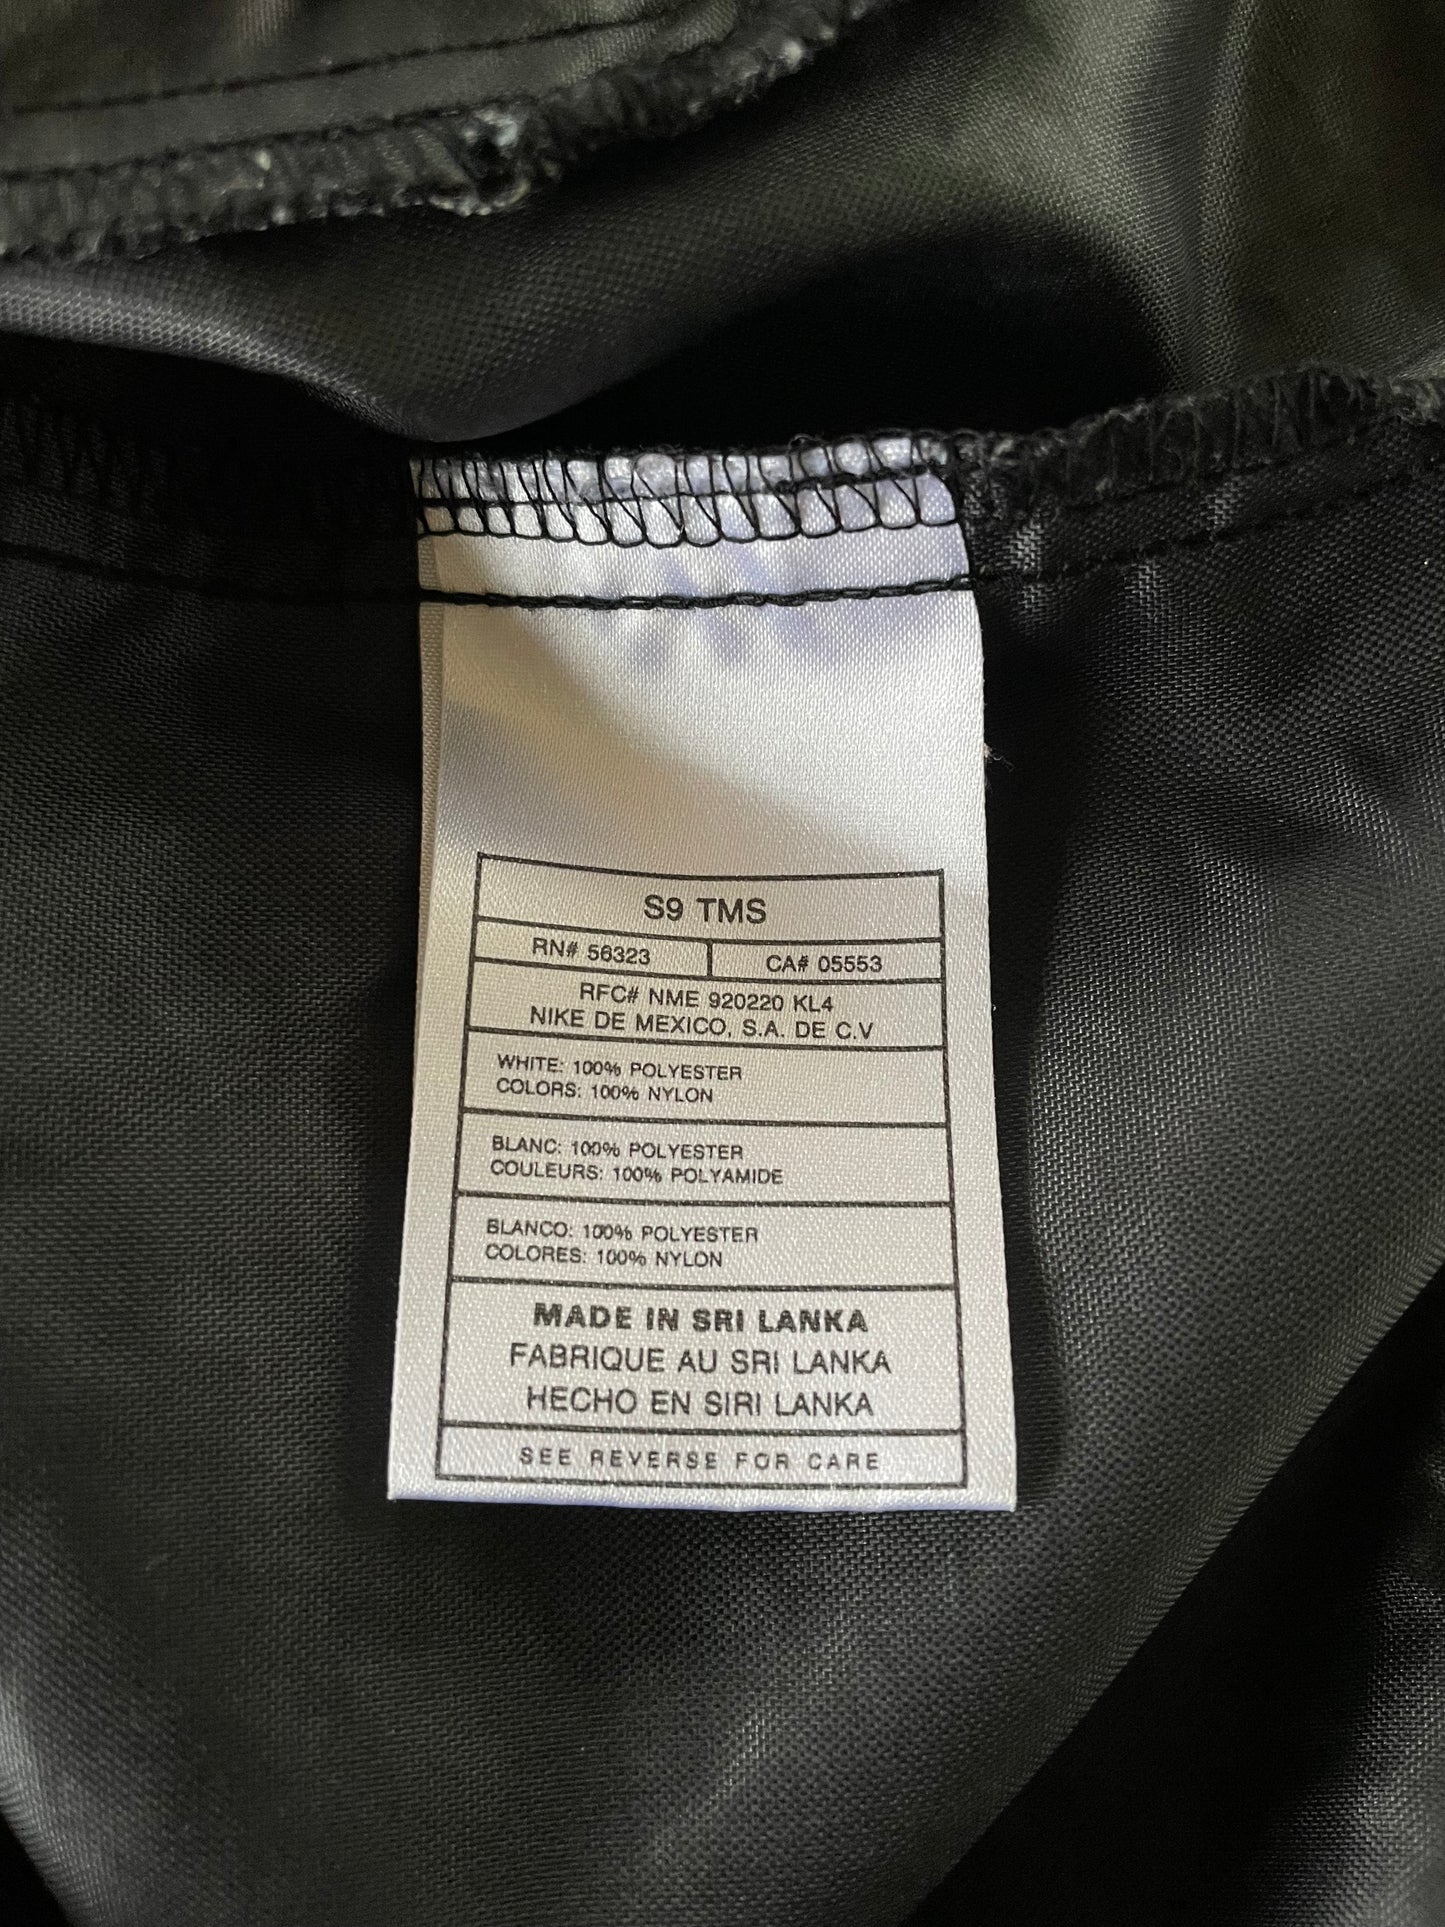 S9 TMS
RN# 56323
CA# 05553
RFC# NME 920220 KL4
NIKE DE MEXICO, S.A. DE C.V
WHITE: 100% POLYESTER
COLORS: 100% NYLON
BLANC: 100% POLYESTER
COULEURS: 100% POLYAMIDE
BLANCO: 100% POLYESTER
COLORES: 100% NYLON
MADE IN SRI LANKA
FABRIQUE AU SRI LANKA
HECHO EN SIRI LANKA
SEE REVERSE FOR CARE